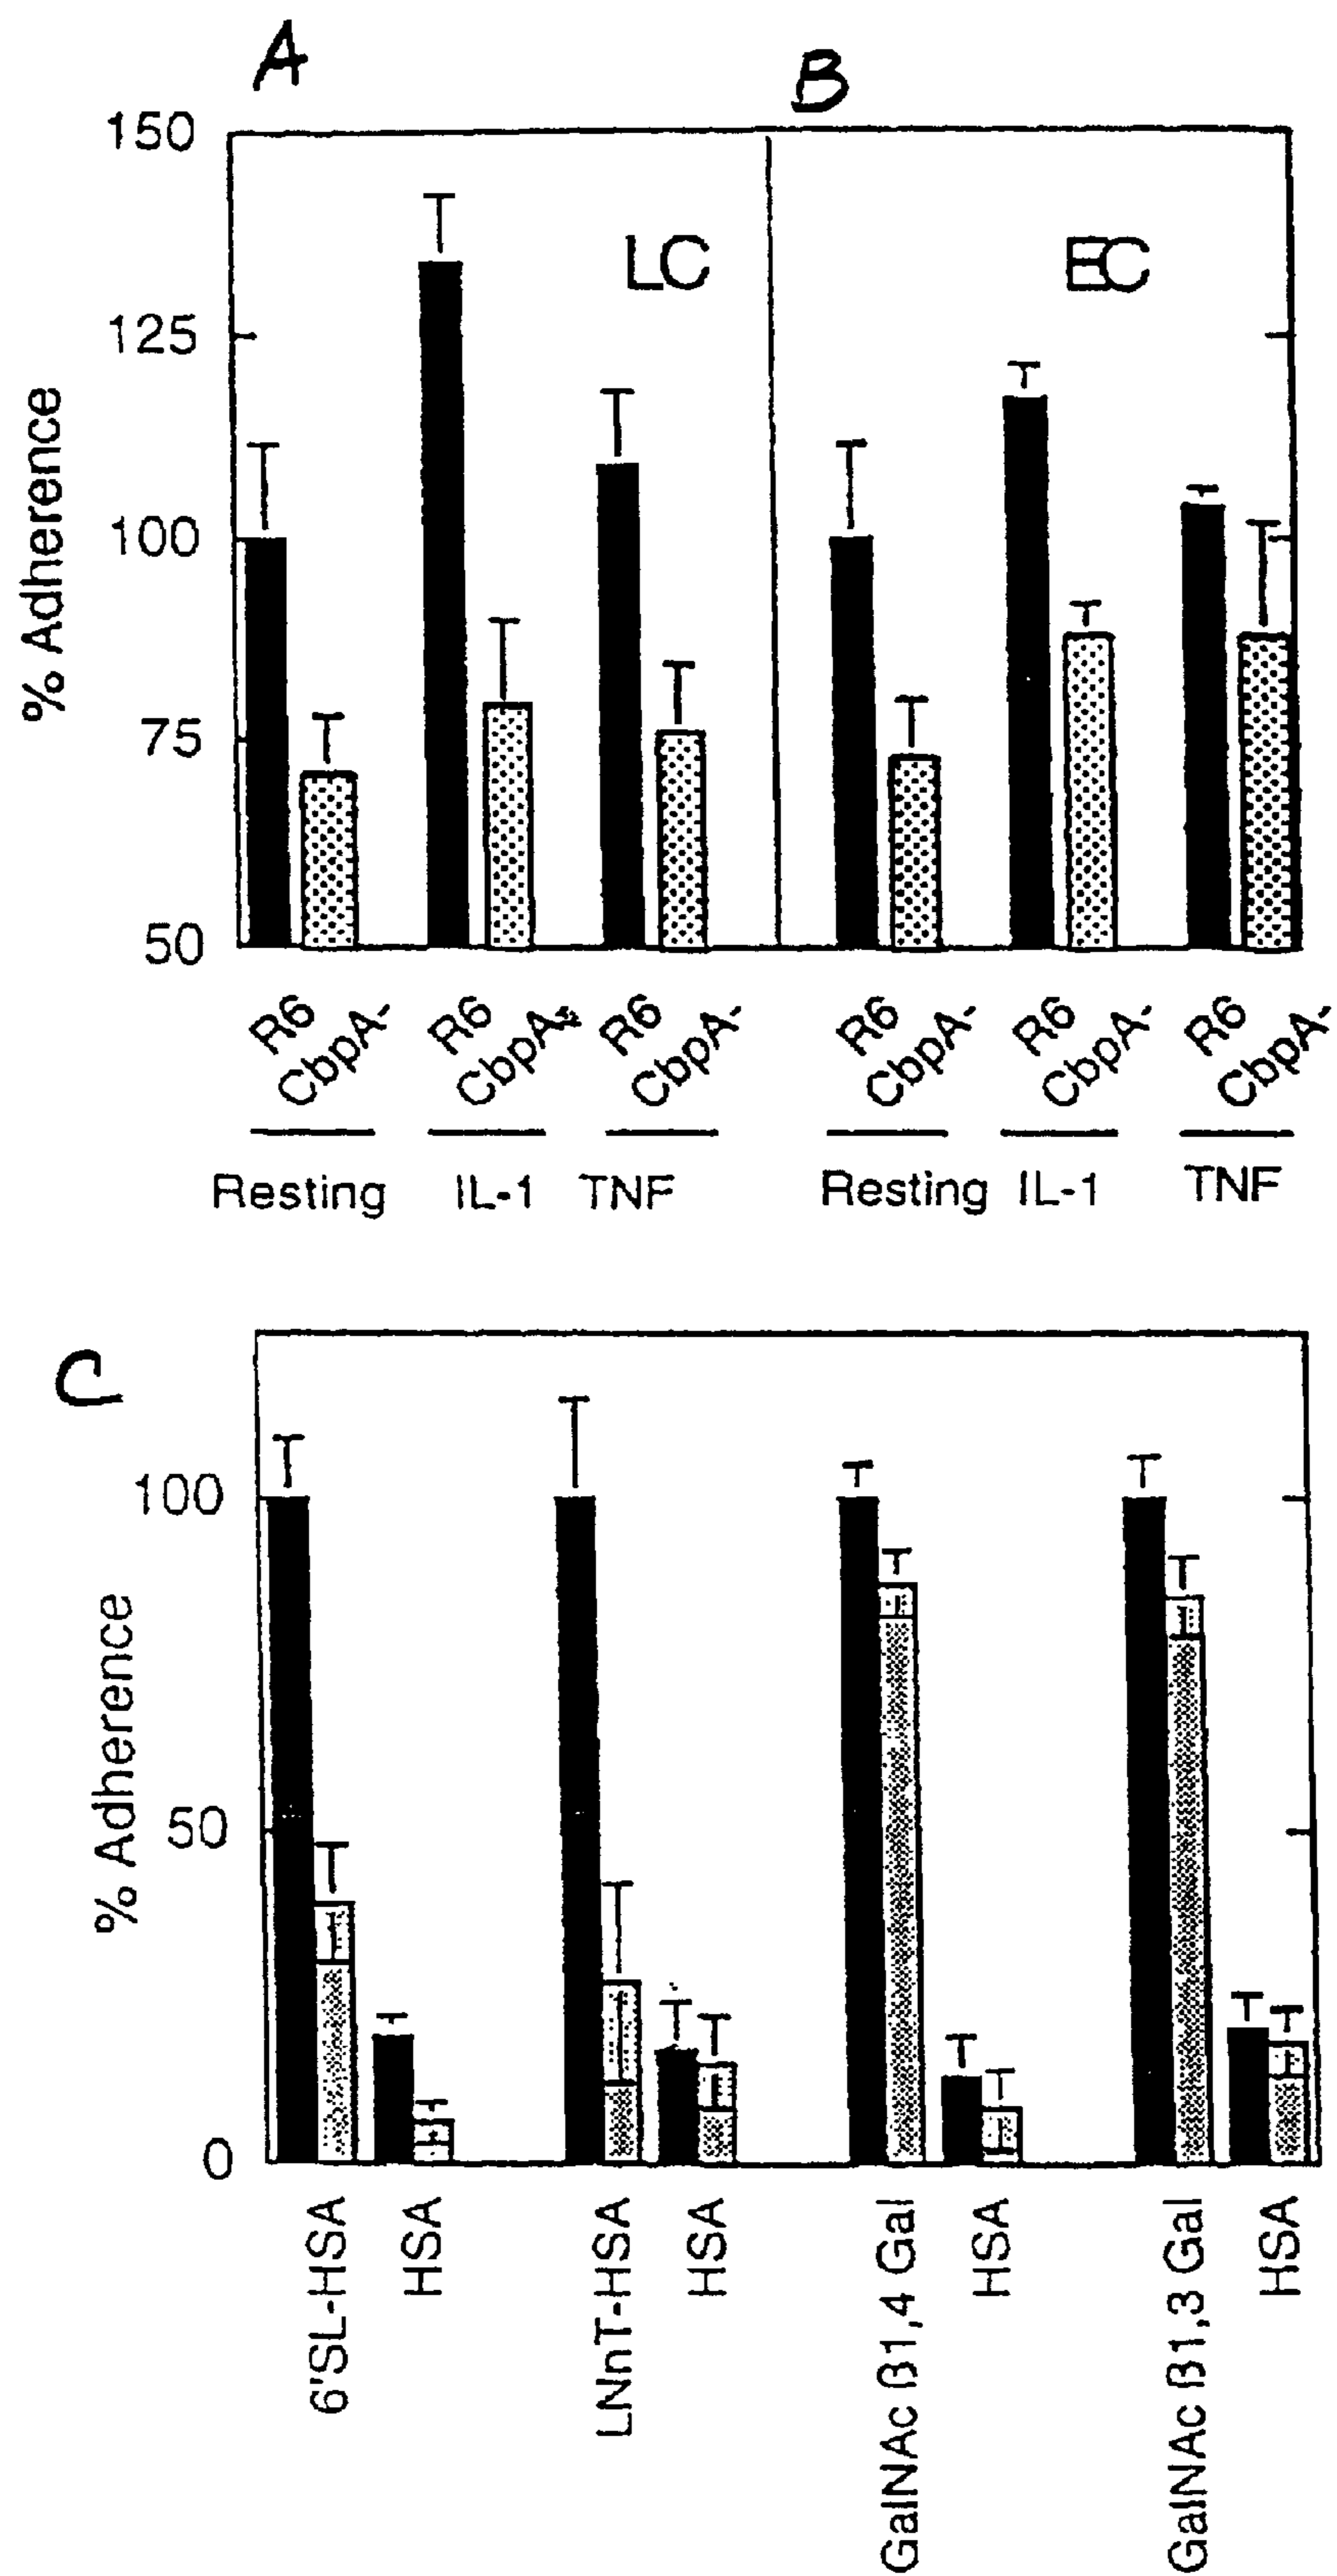 A
B
150
125
100
75
50
% Adherence
LC
EC
R6
CbpA-
R6
CbpA-
R6
CbpA-
R6
CbpA-
R6
CbpA-
R6
CbpA-
Resting
IL-1
TNF
Resting
IL-1
TNF
C
100
50
0
% Adherence
6'SL-HSA
HSA
LNnT-HSA
HSA
GalNAc β1,4 Gal
HSA
GalNAc β1,3 Gal
HSA